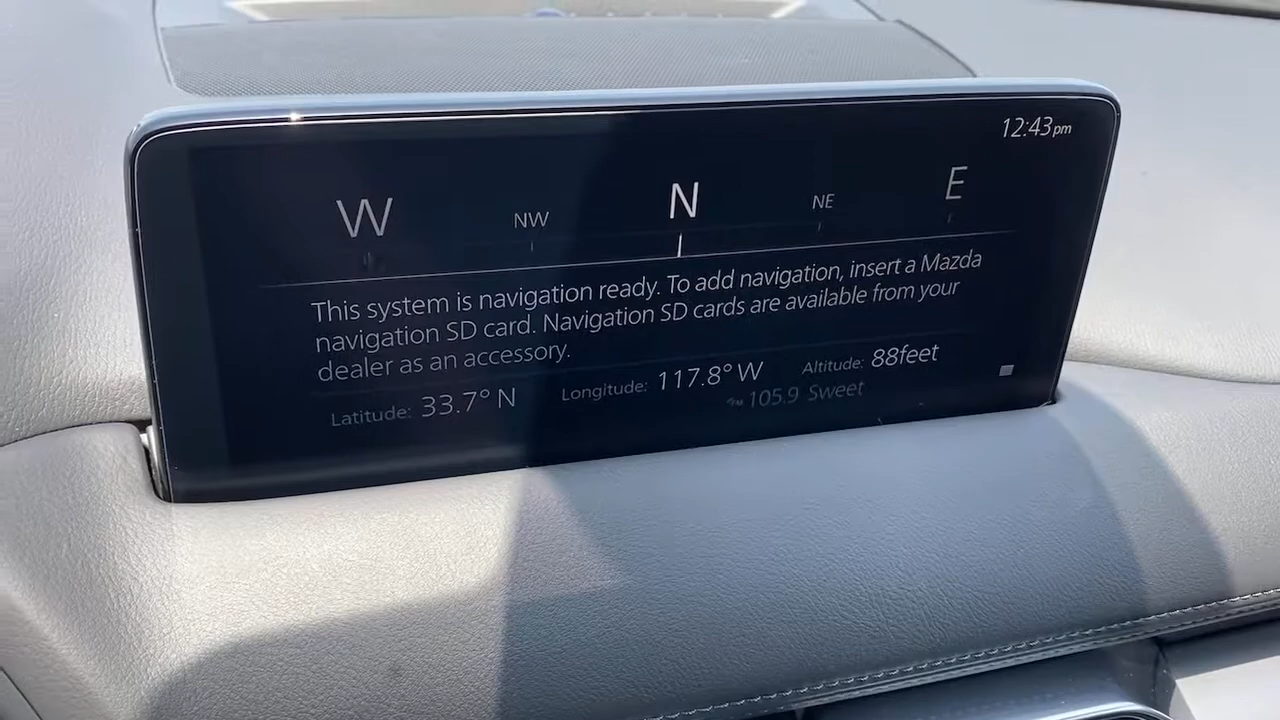 12:43pm
W NW N NE E
This system is navigation ready. To add navigation, insert a Mazda
navigation SD card. Navigation SD cards are available from your
dealer as an accessory.
Latitude: 33.7° N Longitude: 117.8° W Altitude: 88feet
FM 105.9 Sweet